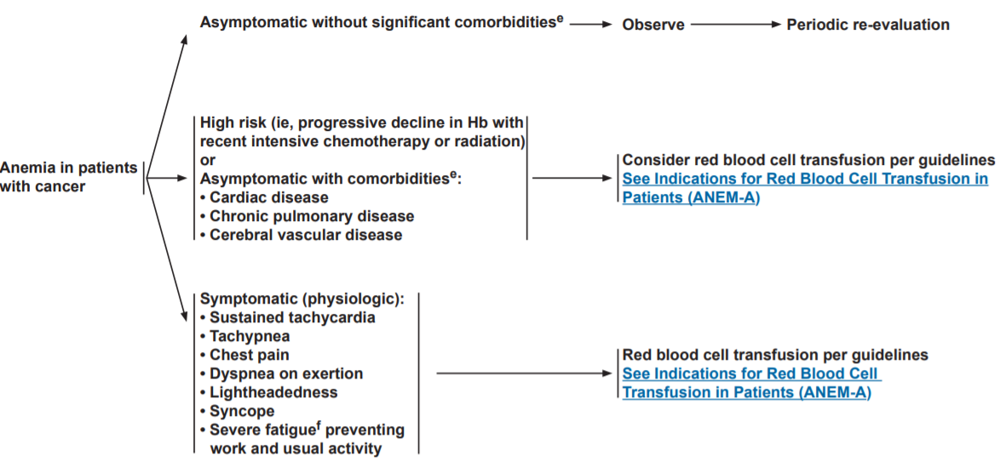 Asymptomatic without significant comorbiditiesᵉ
Observe
Periodic re-evaluation
Anemia in patients
with cancer
High risk (ie, progressive decline in Hb with
recent intensive chemotherapy or radiation)
or
Asymptomatic with comorbiditiesᵉ:
• Cardiac disease
• Chronic pulmonary disease
• Cerebral vascular disease
Consider red blood cell transfusion per guidelines
See Indications for Red Blood Cell Transfusion in
Patients (ANEM-A)
Symptomatic (physiologic):
• Sustained tachycardia
• Tachypnea
• Chest pain
• Dyspnea on exertion
• Lightheadedness
• Syncope
• Severe fatigueᶠ preventing
work and usual activity
Red blood cell transfusion per guidelines
See Indications for Red Blood Cell
Transfusion in Patients (ANEM-A)